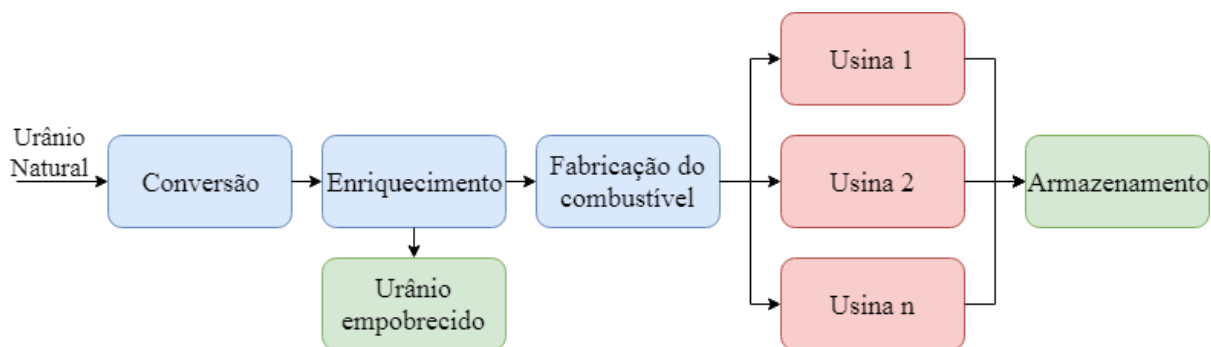 Urânio
Natural
Conversão
Enriquecimento
Urânio
empobrecido
Fabricação do
combustível
Usina 1
Usina 2
Usina n
Armazenamento